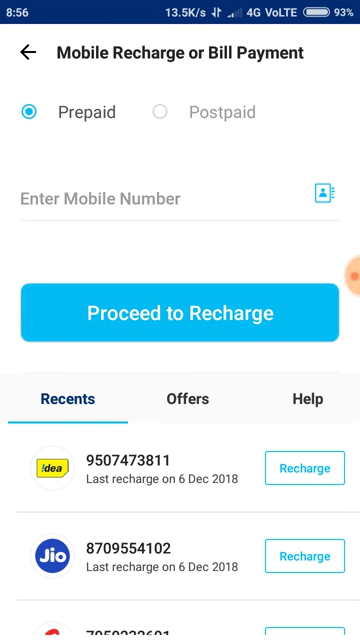 8:56 13.5K/s 4G VoLTE 93%
Mobile Recharge or Bill Payment
Prepaid Postpaid
Enter Mobile Number
Proceed to Recharge
Recents Offers Help
!dea 9507473811
Last recharge on 6 Dec 2018
Recharge
Jio 8709554102
Last recharge on 6 Dec 2018
Recharge